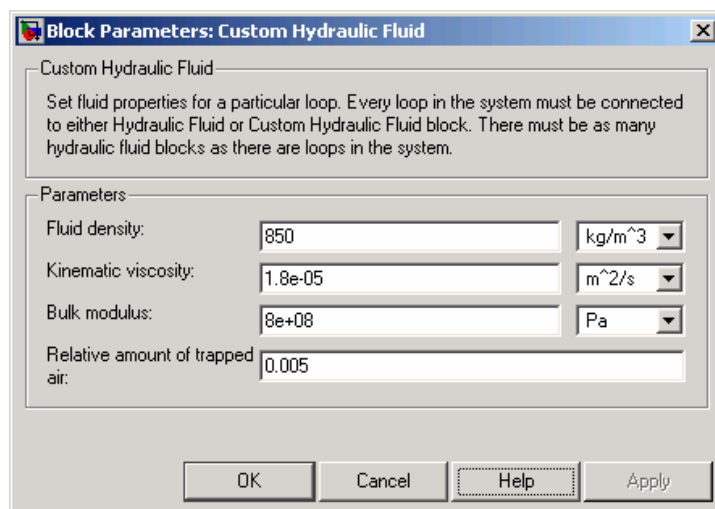 Block Parameters: Custom Hydraulic Fluid
Custom Hydraulic Fluid
Set fluid properties for a particular loop. Every loop in the system must be connected
to either Hydraulic Fluid or Custom Hydraulic Fluid block. There must be as many
hydraulic fluid blocks as there are loops in the system.
Parameters
Fluid density: 850 kg/m^3
Kinematic viscosity: 1.8e-05 m^2/s
Bulk modulus: 8e+08 Pa
Relative amount of trapped
air: 0.005
OK Cancel Help Apply